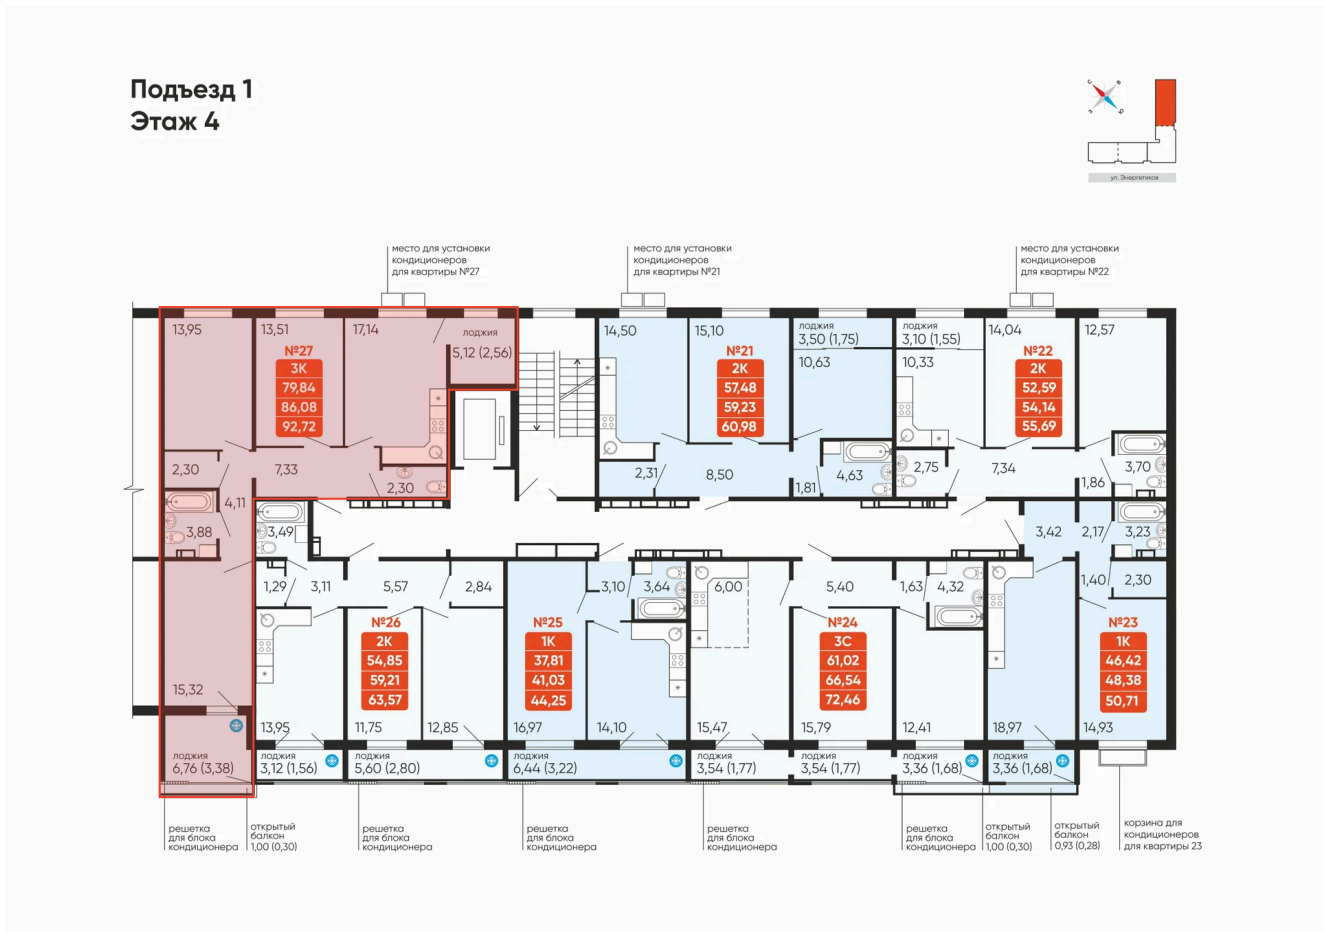 Подъезд 1
Этаж 4
с
в
з
ю
ул. Энергетиков
место для установки
кондиционеров
для квартиры №27
место для установки
кондиционеров
для квартиры №21
место для установки
кондиционеров
для квартиры №22
13,95
13,51
17,14
лоджия
5,12 (2,56)
№27
3К
79,84
86,08
92,72
2,30
7,33
2,30
4,11
3,88
15,32
лоджия
6,76 (3,38)
14,50
15,10
лоджия
3,50 (1,75)
10,63
№21
2К
57,48
59,23
60,98
2,31
8,50
1,81
4,63
лоджия
3,10 (1,55)
10,33
14,04
12,57
№22
2К
52,59
54,14
55,69
2,75
7,34
1,86
3,70
3,49
1,29
3,11
5,57
2,84
№26
2К
54,85
59,21
63,57
13,95
11,75
12,85
лоджия
3,12 (1,56)
лоджия
5,60 (2,80)
3,10
3,64
№25
1К
37,81
41,03
44,25
16,97
14,10
лоджия
6,44 (3,22)
6,00
5,40
1,63
4,32
№24
3С
61,02
66,54
72,46
15,47
15,79
12,41
лоджия
3,54 (1,77)
лоджия
3,54 (1,77)
лоджия
3,36 (1,68)
3,42
2,17
3,23
1,40
2,30
№23
1К
46,42
48,38
50,71
18,97
14,93
лоджия
3,36 (1,68)
решетка
для блока
кондиционера
открытый
балкон
1,00 (0,30)
решетка
для блока
кондиционера
решетка
для блока
кондиционера
решетка
для блока
кондиционера
решетка
для блока
кондиционера
открытый
балкон
1,00 (0,30)
открытый
балкон
0,93 (0,28)
корзина для
кондиционеров
для квартиры 23